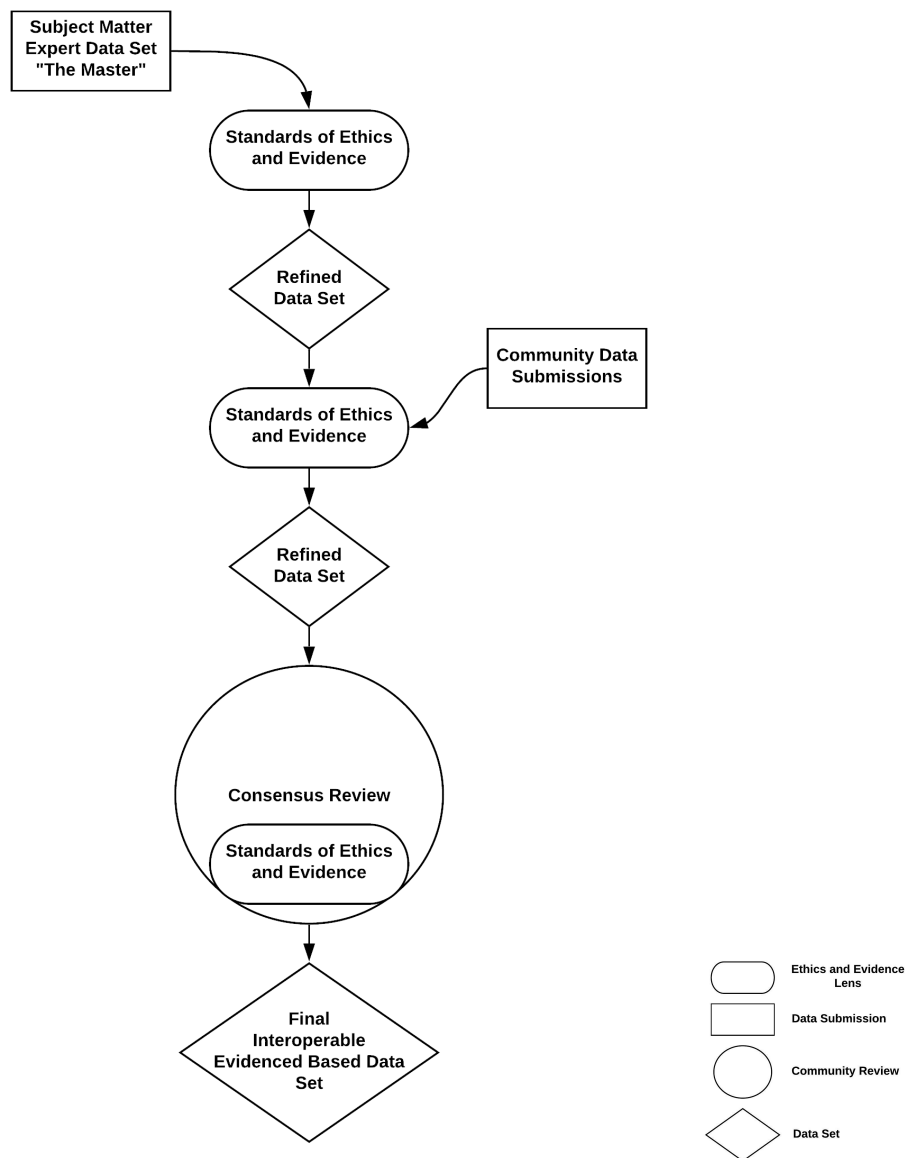 Subject Matter
Expert Data Set
"The Master"
Standards of Ethics
and Evidence
Refined
Data Set
Community Data
Submissions
Standards of Ethics
and Evidence
Refined
Data Set
Consensus Review
Standards of Ethics
and Evidence
Final
Interoperable
Evidenced Based Data
Set
Ethics and Evidence
Lens
Data Submission
Community Review
Data Set